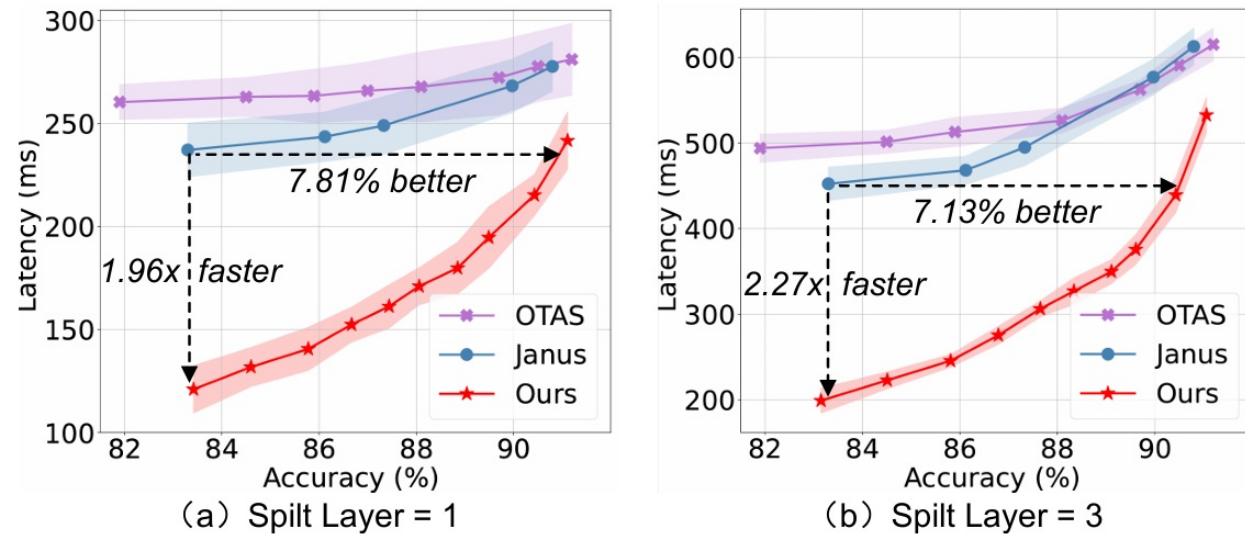 300
250
200
150
100
Latency (ms)
7.81% better
1.96x faster
OTAS
Janus
Ours
82 84 86 88 90
Accuracy (%)
（a）Spilt Layer = 1
600
500
400
300
200
Latency (ms)
7.13% better
2.27x faster
OTAS
Janus
Ours
82 84 86 88 90
Accuracy (%)
（b）Spilt Layer = 3